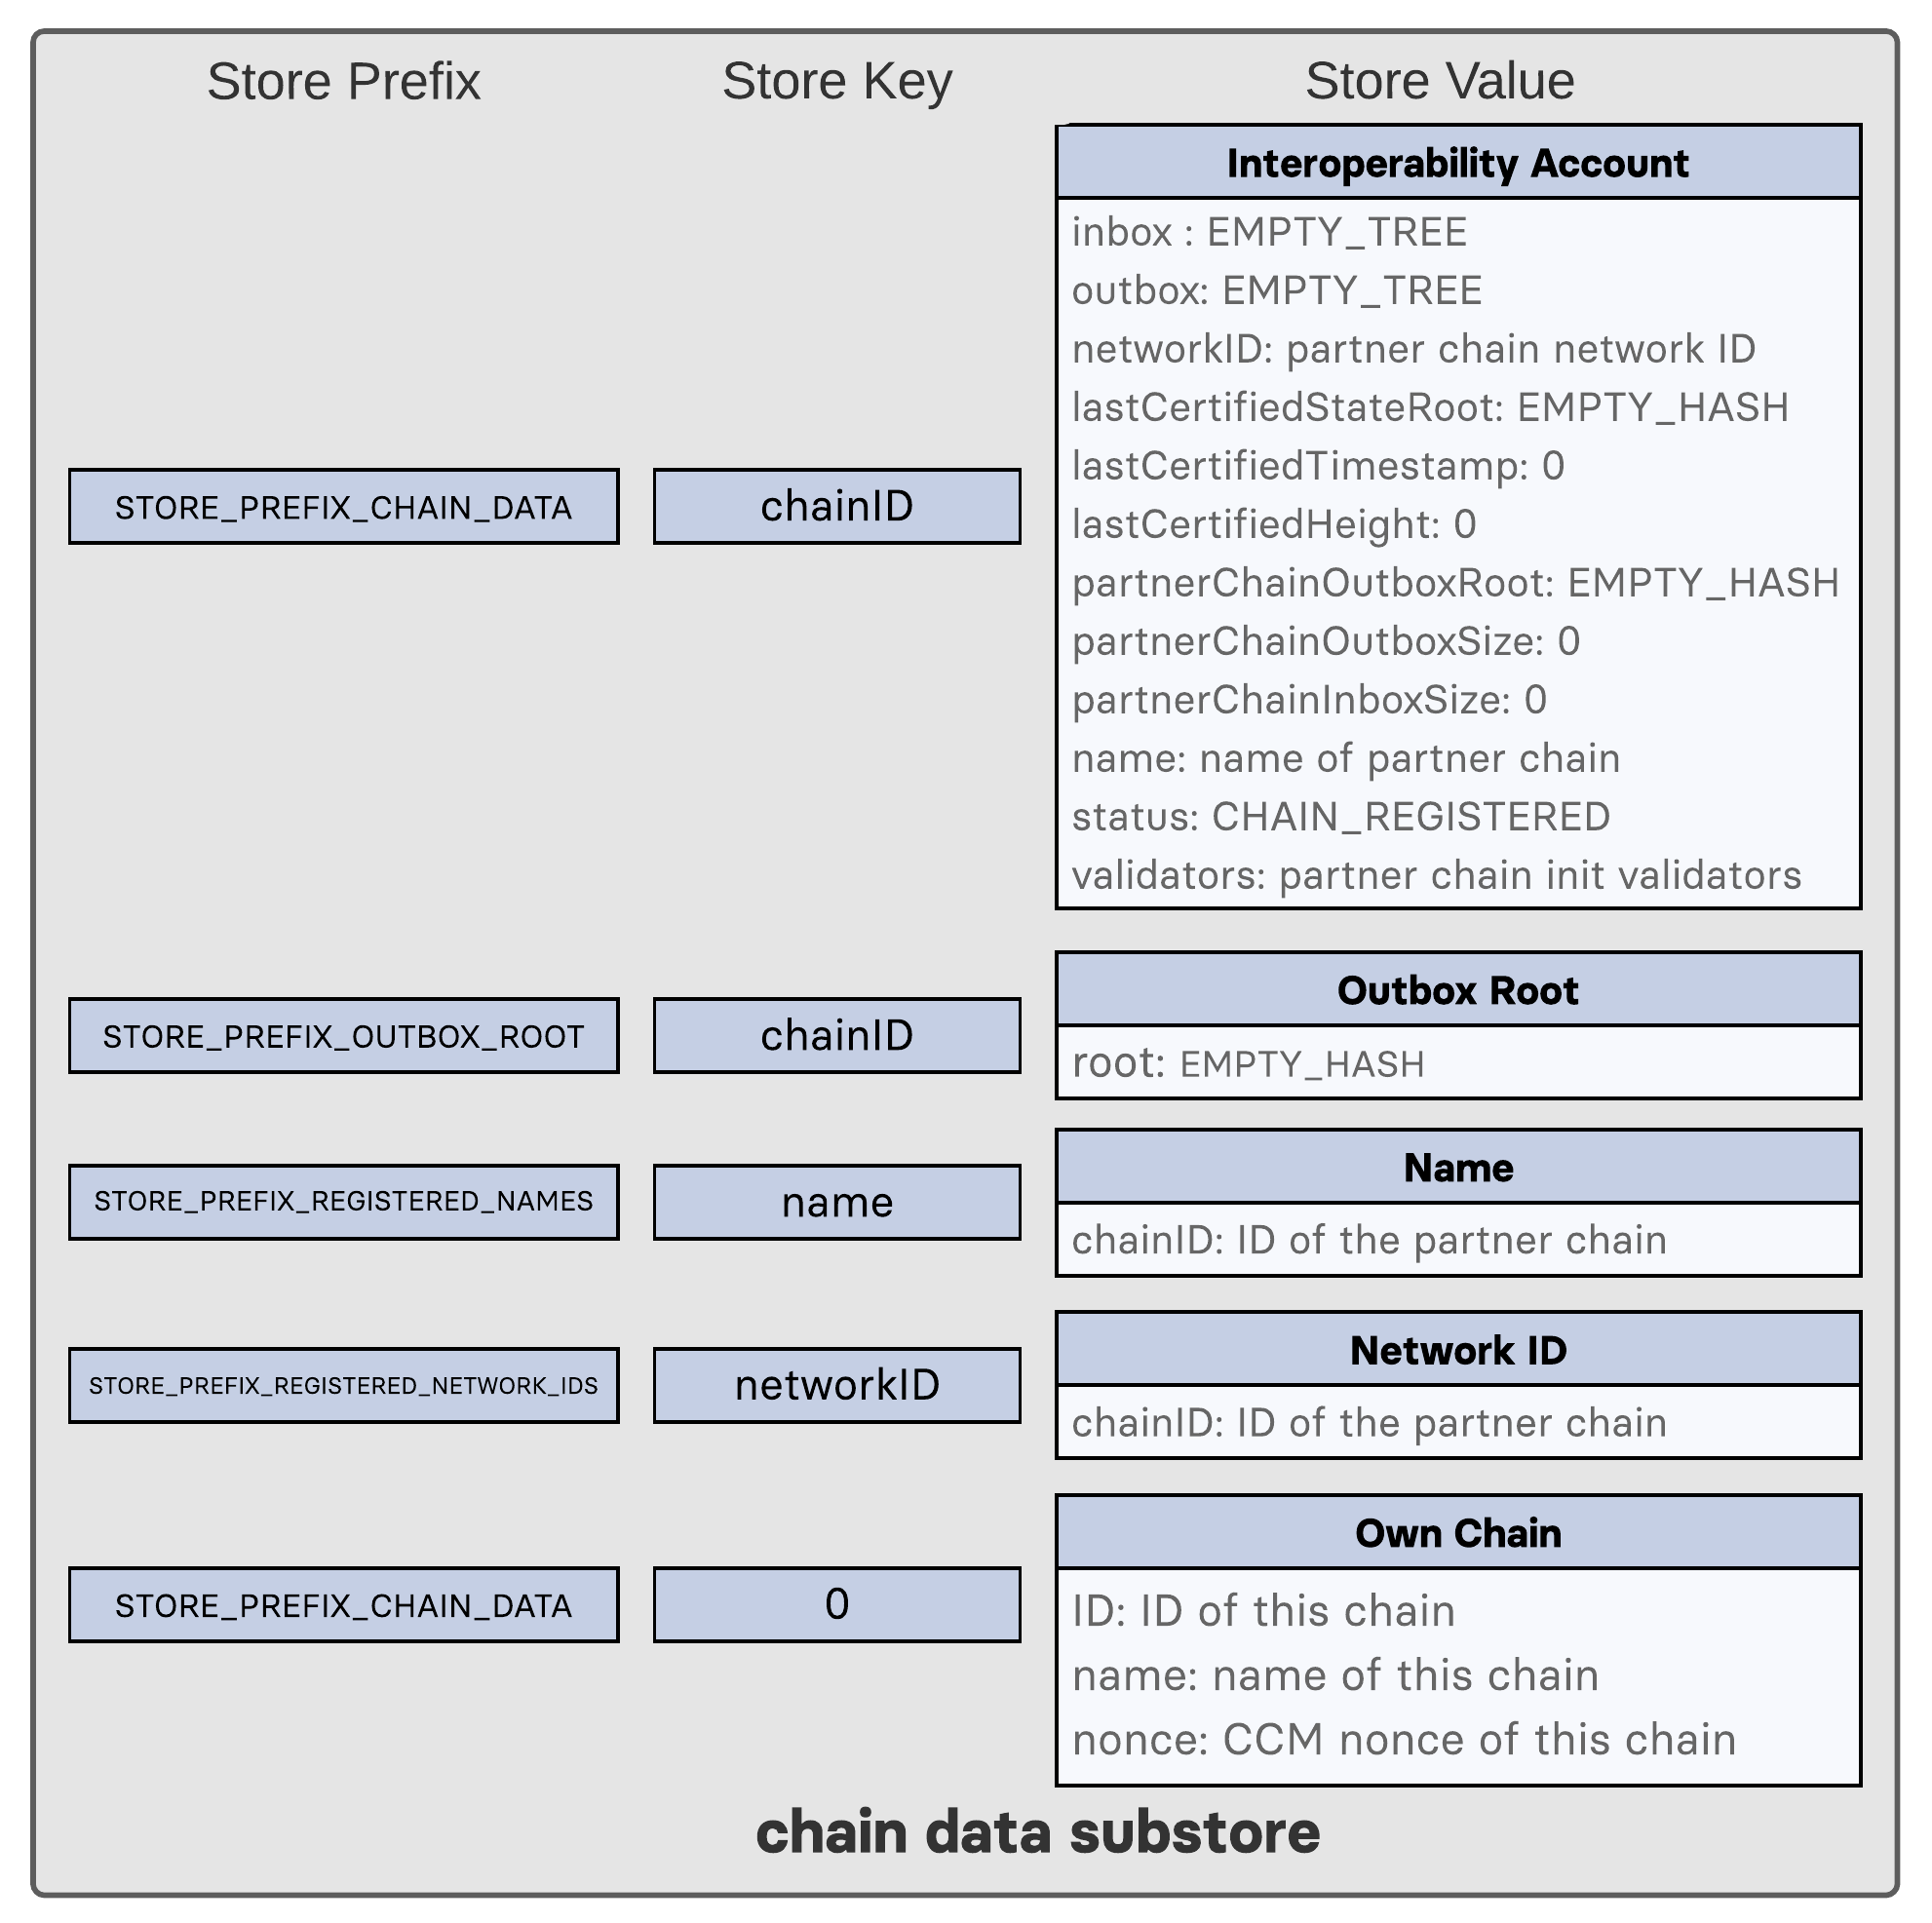 Store Prefix
Store Key
Store Value
Interoperability Account
inbox : EMPTY_TREE
outbox: EMPTY_TREE
networkID: partner chain network ID
lastCertifiedStateRoot: EMPTY_HASH
lastCertifiedTimestamp: 0
lastCertifiedHeight: 0
partnerChainOutboxRoot: EMPTY_HASH
partnerChainOutboxSize: 0
partnerChainInboxSize: 0
name: name of partner chain
status: CHAIN_REGISTERED
validators: partner chain init validators
STORE_PREFIX_CHAIN_DATA
chainID
Outbox Root
root: EMPTY_HASH
STORE_PREFIX_OUTBOX_ROOT
chainID
Name
chainID: ID of the partner chain
STORE_PREFIX_REGISTERED_NAMES
name
Network ID
chainID: ID of the partner chain
STORE_PREFIX_REGISTERED_NETWORK_IDS
networkID
Own Chain
ID: ID of this chain
name: name of this chain
nonce: CCM nonce of this chain
STORE_PREFIX_CHAIN_DATA
0
chain data substore